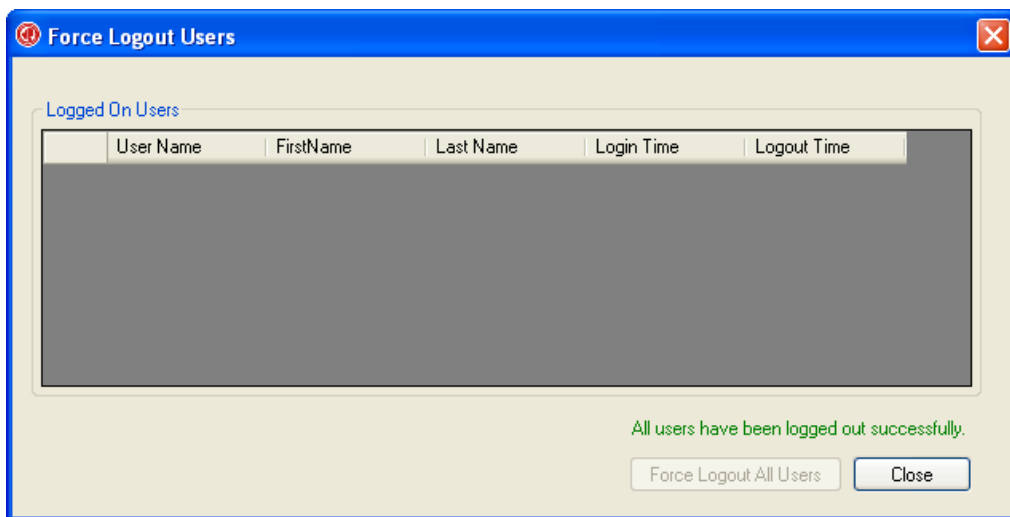 Force Logout Users
Logged On Users
User Name FirstName Last Name Login Time Logout Time
All users have been logged out successfully.
Force Logout All Users Close